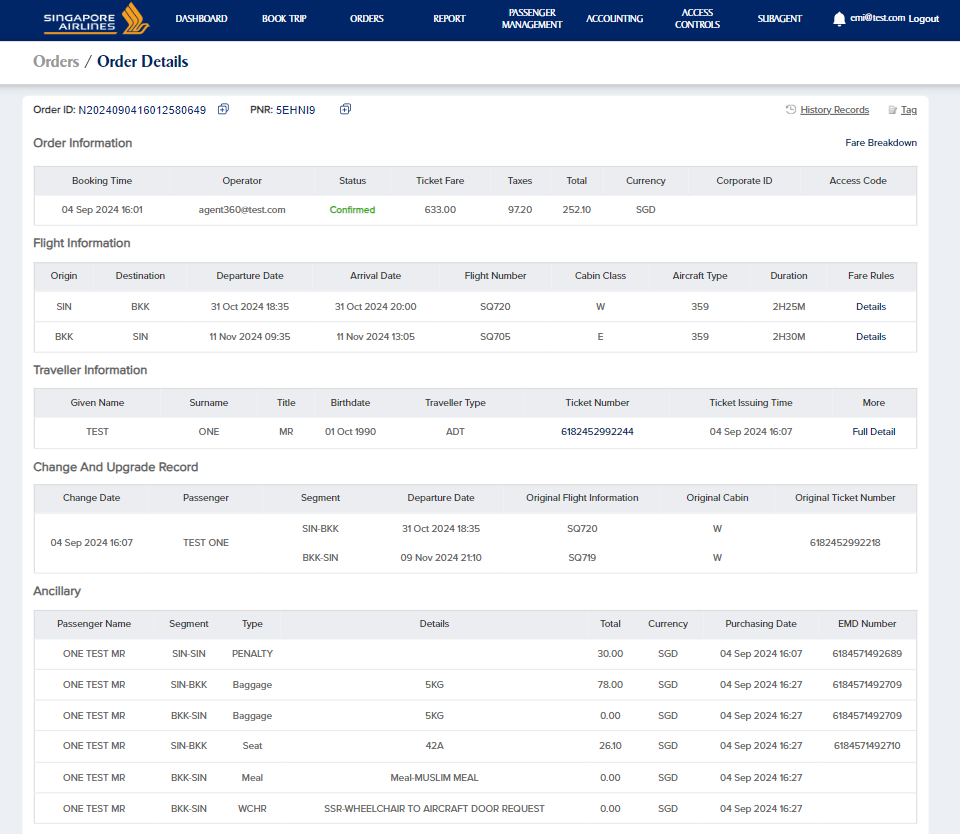 SINGAPORE AIRLINES DASHBOARD BOOK TRIP ORDERS REPORT PASSENGER MANAGEMENT ACCOUNTING ACCESS CONTROLS SUBAGENT emi@test.com Logout
Orders / Order Details
Order ID: N2024090416012580649 PNR: 5EHNI9 History Records Tag
Order Information Fare Breakdown
Booking Time Operator Status Ticket Fare Taxes Total Currency Corporate ID Access Code
04 Sep 2024 16:01 agent360@test.com Confirmed 633.00 97.20 252.10 SGD
Flight Information
Origin Destination Departure Date Arrival Date Flight Number Cabin Class Aircraft Type Duration Fare Rules
SIN BKK 31 Oct 2024 18:35 31 Oct 2024 20:00 SQ720 W 359 2H25M Details
BKK SIN 11 Nov 2024 09:35 11 Nov 2024 13:05 SQ705 E 359 2H30M Details
Traveller Information
Given Name Surname Title Birthdate Traveller Type Ticket Number Ticket Issuing Time More
TEST ONE MR 01 Oct 1990 ADT 6182452992244 04 Sep 2024 16:07 Full Detail
Change And Upgrade Record
Change Date Passenger Segment Departure Date Original Flight Information Original Cabin Original Ticket Number
SIN-BKK 31 Oct 2024 18:35 SQ720 W
04 Sep 2024 16:07 TEST ONE 6182452992218
BKK-SIN 09 Nov 2024 21:10 SQ719 W
Ancillary
Passenger Name Segment Type Details Total Currency Purchasing Date EMD Number
ONE TEST MR SIN-SIN PENALTY 30.00 SGD 04 Sep 2024 16:07 6184571492689
ONE TEST MR SIN-BKK Baggage 5KG 78.00 SGD 04 Sep 2024 16:27 6184571492709
ONE TEST MR BKK-SIN Baggage 5KG 0.00 SGD 04 Sep 2024 16:27 6184571492709
ONE TEST MR SIN-BKK Seat 42A 26.10 SGD 04 Sep 2024 16:27 6184571492710
ONE TEST MR BKK-SIN Meal Meal-MUSLIM MEAL 0.00 SGD 04 Sep 2024 16:27
ONE TEST MR BKK-SIN WCHR SSR-WHEELCHAIR TO AIRCRAFT DOOR REQUEST 0.00 SGD 04 Sep 2024 16:27